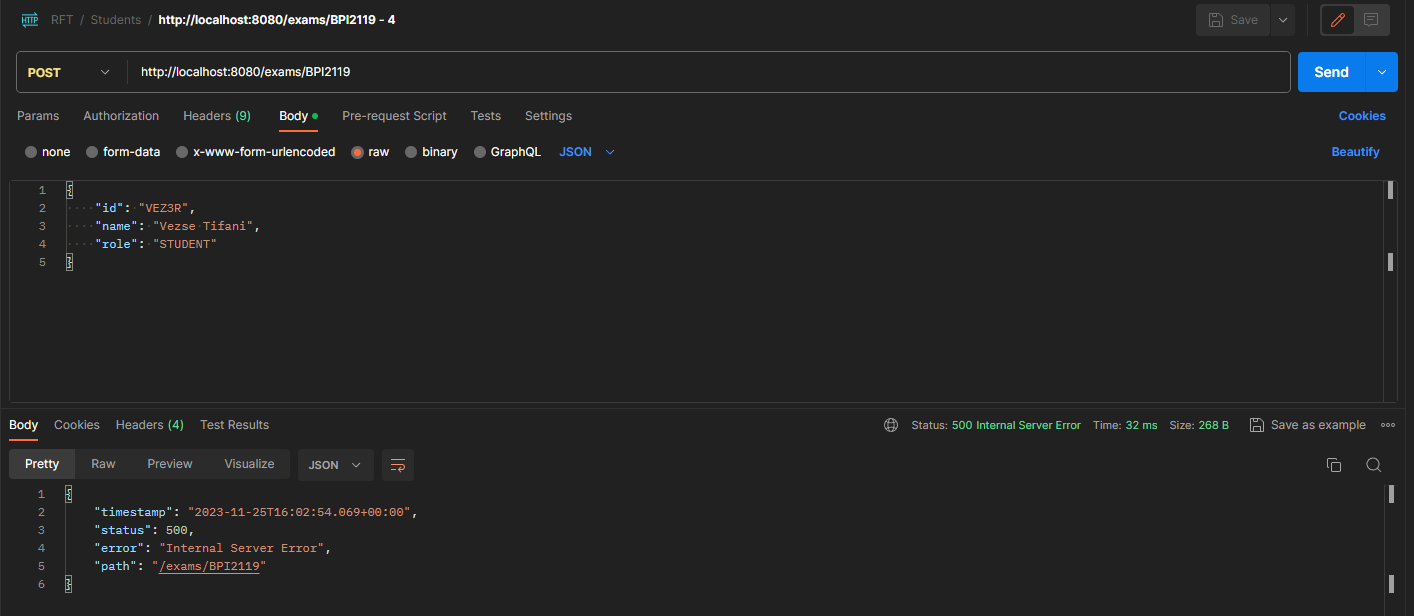 HTTP RFT / Students / http://localhost:8080/exams/BPI2119 - 4 Save
POST http://localhost:8080/exams/BPI2119 Send
Params Authorization Headers (9) Body Pre-request Script Tests Settings Cookies
none form-data x-www-form-urlencoded raw binary GraphQL JSON Beautify
1 {
2 "id": "VEZ3R",
3 "name": "Vezse Tifani",
4 "role": "STUDENT"
5 }
Body Cookies Headers (4) Test Results Status: 500 Internal Server Error Time: 32 ms Size: 268 B Save as example
Pretty Raw Preview Visualize JSON
1 {
2 "timestamp": "2023-11-25T16:02:54.069+00:00",
3 "status": 500,
4 "error": "Internal Server Error",
5 "path": "/exams/BPI2119"
6 }